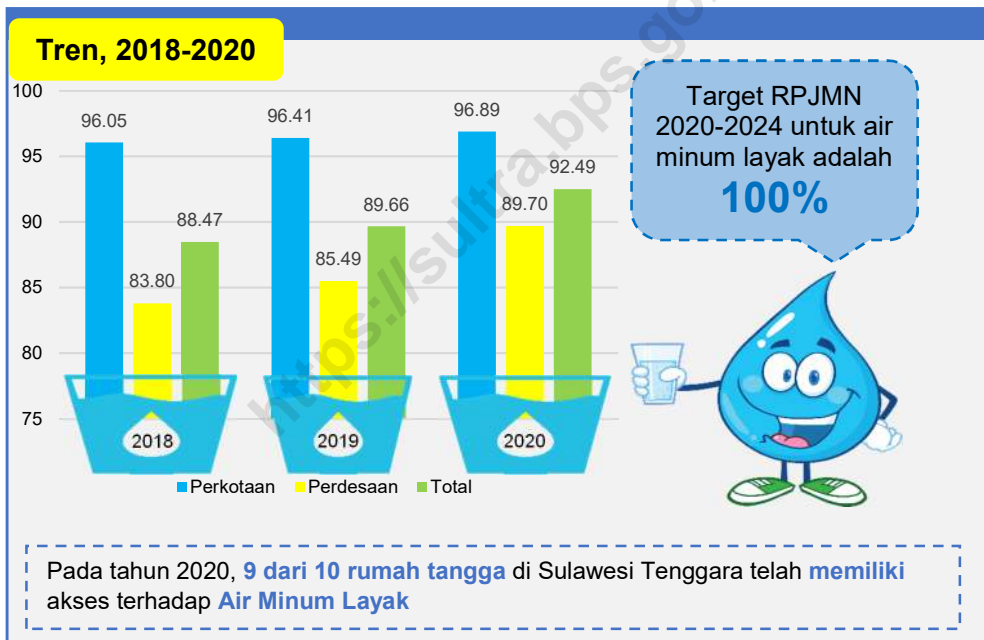 Tren, 2018-2020
100
95
90
85
80
75
96.05
83.80
88.47
96.41
85.49
89.66
96.89
89.70
92.49
2018
2019
2020
Perkotaan Perdesaan Total
Target RPJMN
2020-2024 untuk air
minum layak adalah
100%
Pada tahun 2020, 9 dari 10 rumah tangga di Sulawesi Tenggara telah memiliki
akses terhadap Air Minum Layak
https://sultra.bps.go